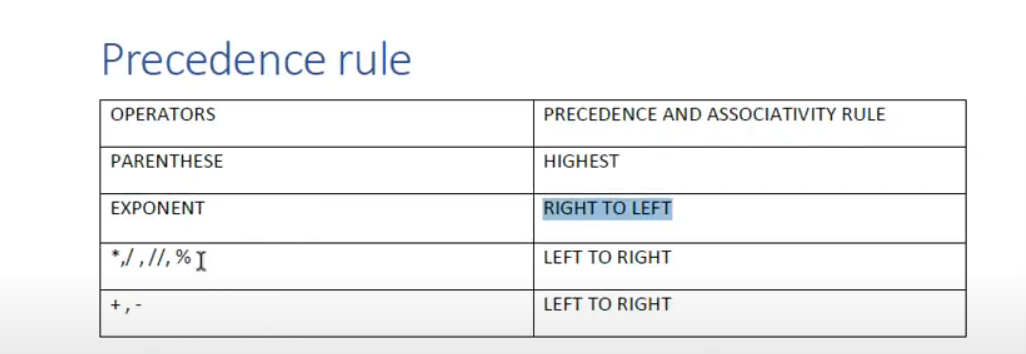 Precedence rule
OPERATORS
PRECEDENCE AND ASSOCIATIVITY RULE
PARENTHESE
HIGHEST
EXPONENT
RIGHT TO LEFT
*,/ , //, %
LEFT TO RIGHT
+ , -
LEFT TO RIGHT